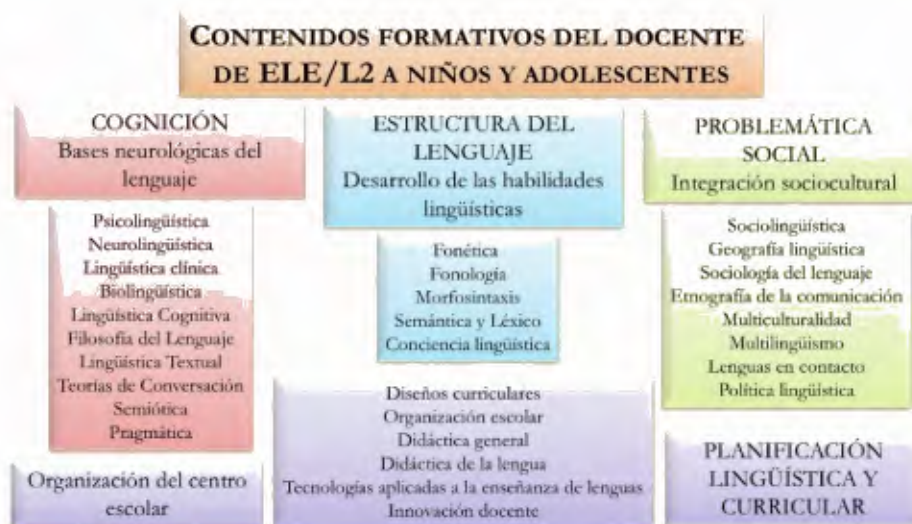 CONTENIDOS FORMATIVOS DEL DOCENTE
DE ELE/L2 A NIÑOS Y ADOLESCENTES
COGNICIÓN
Bases neurológicas del
lenguaje
Psicolingüística
Neurolingüística
Lingüística clínica
Biolingüística
Lingüística Cognitiva
Filosofía del Lenguaje
Lingüística Textual
Teorías de Conversación
Semiótica
Pragmática
Organización del centro
escolar
ESTRUCTURA DEL
LENGUAJE
Desarrollo de las habilidades
lingüísticas
Fonética
Fonología
Morfosintaxis
Semántica y Léxico
Conciencia lingüística
Diseños curriculares
Organización escolar
Didáctica general
Didáctica de la lengua
Tecnologías aplicadas a la enseñanza de lenguas
Innovación docente
PROBLEMÁTICA
SOCIAL
Integración sociocultural
Sociolingüística
Geografía lingüística
Sociología del lenguaje
Etnografía de la comunicación
Multiculturalidad
Multilingüismo
Lenguas en contacto
Política lingüística
PLANIFICACIÓN
LINGÜÍSTICA Y
CURRICULAR